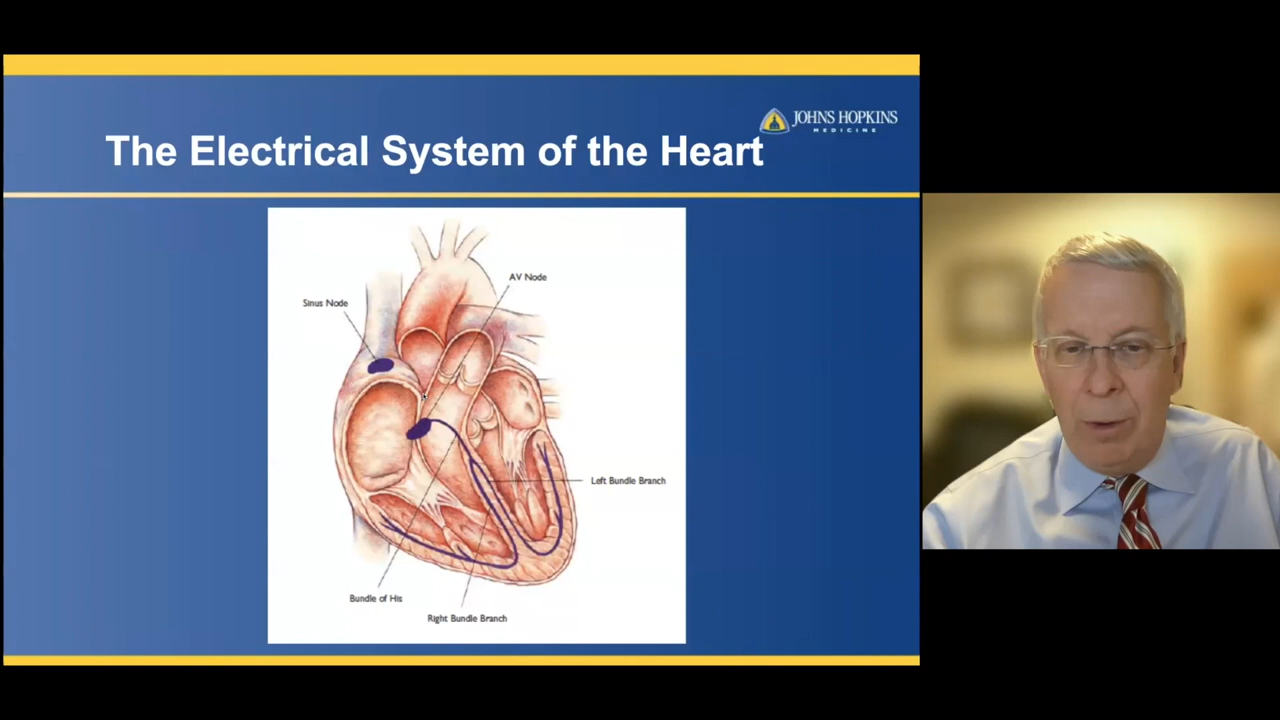 JOHNS HOPKINS
MEDICINE
The Electrical System of the Heart
AV Node
Sinus Node
Left Bundle Branch
Bundle of His
Right Bundle Branch